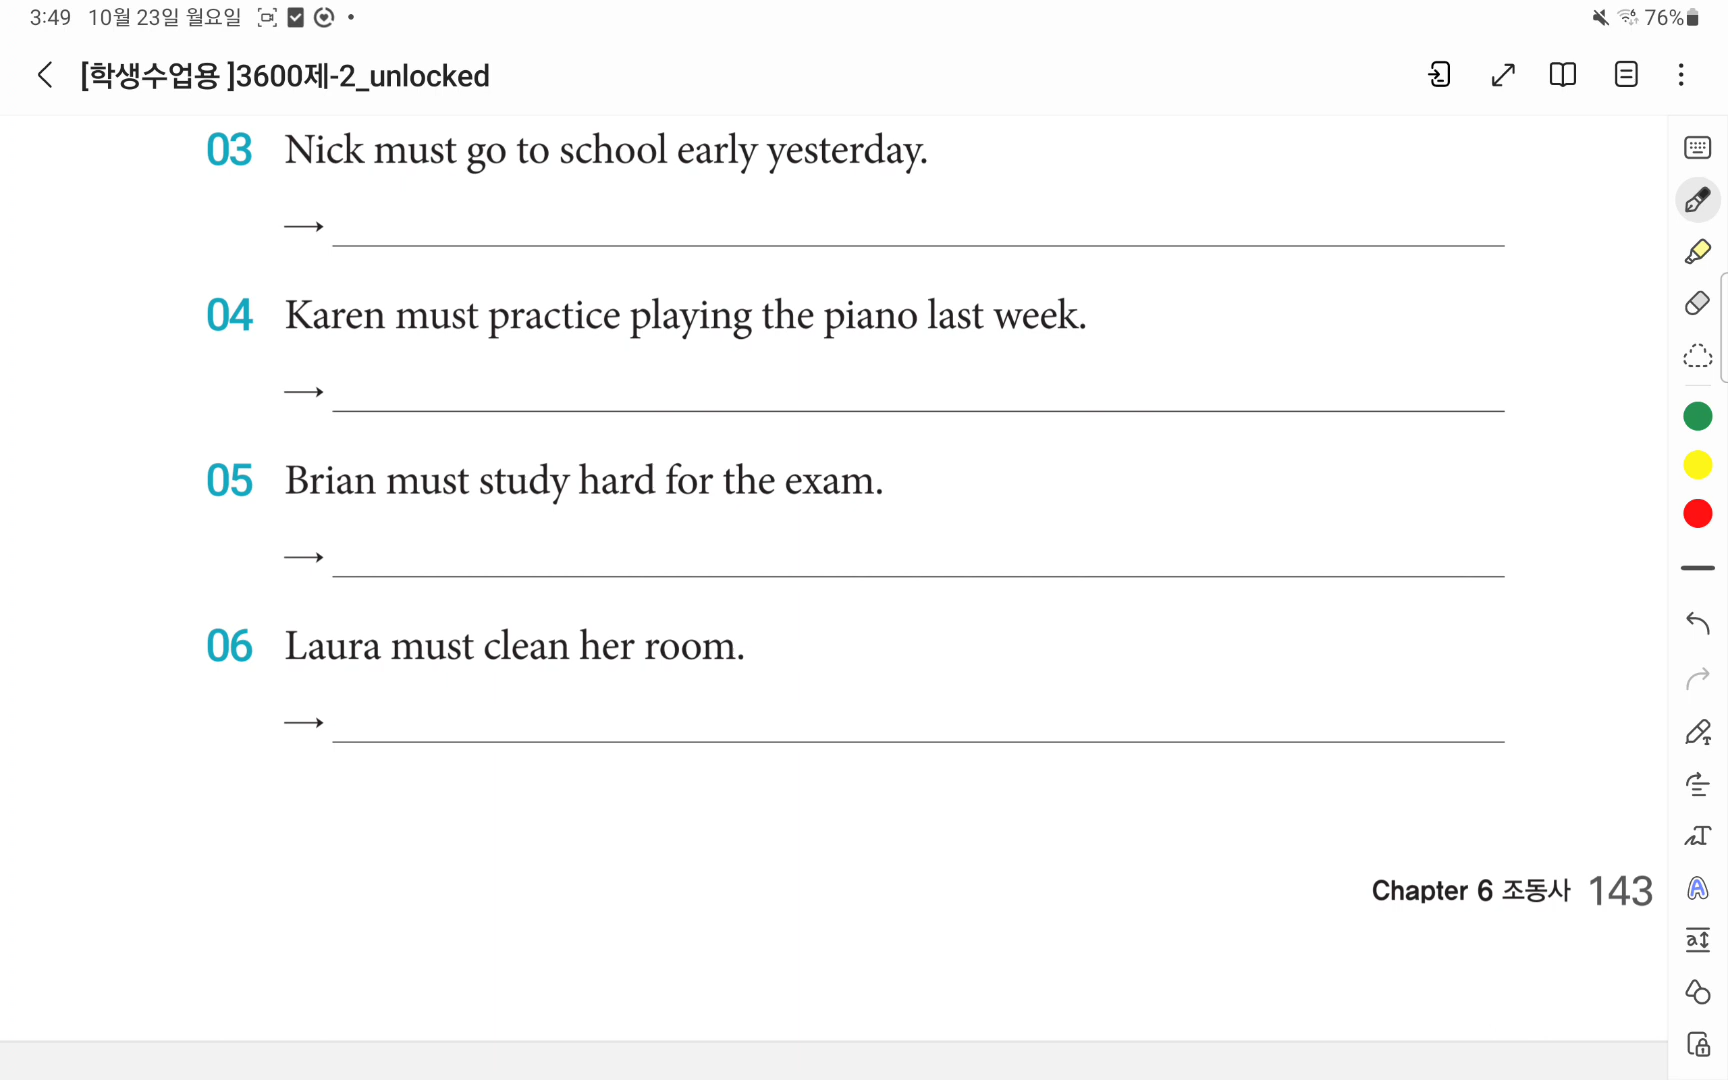 3:49 10월 23일 월요일 76%
[학생수업용 ]3600제-2_unlocked
03 Nick must go to school early yesterday.
→
04 Karen must practice playing the piano last week.
→
05 Brian must study hard for the exam.
→
06 Laura must clean her room.
→
Chapter 6 조동사 143